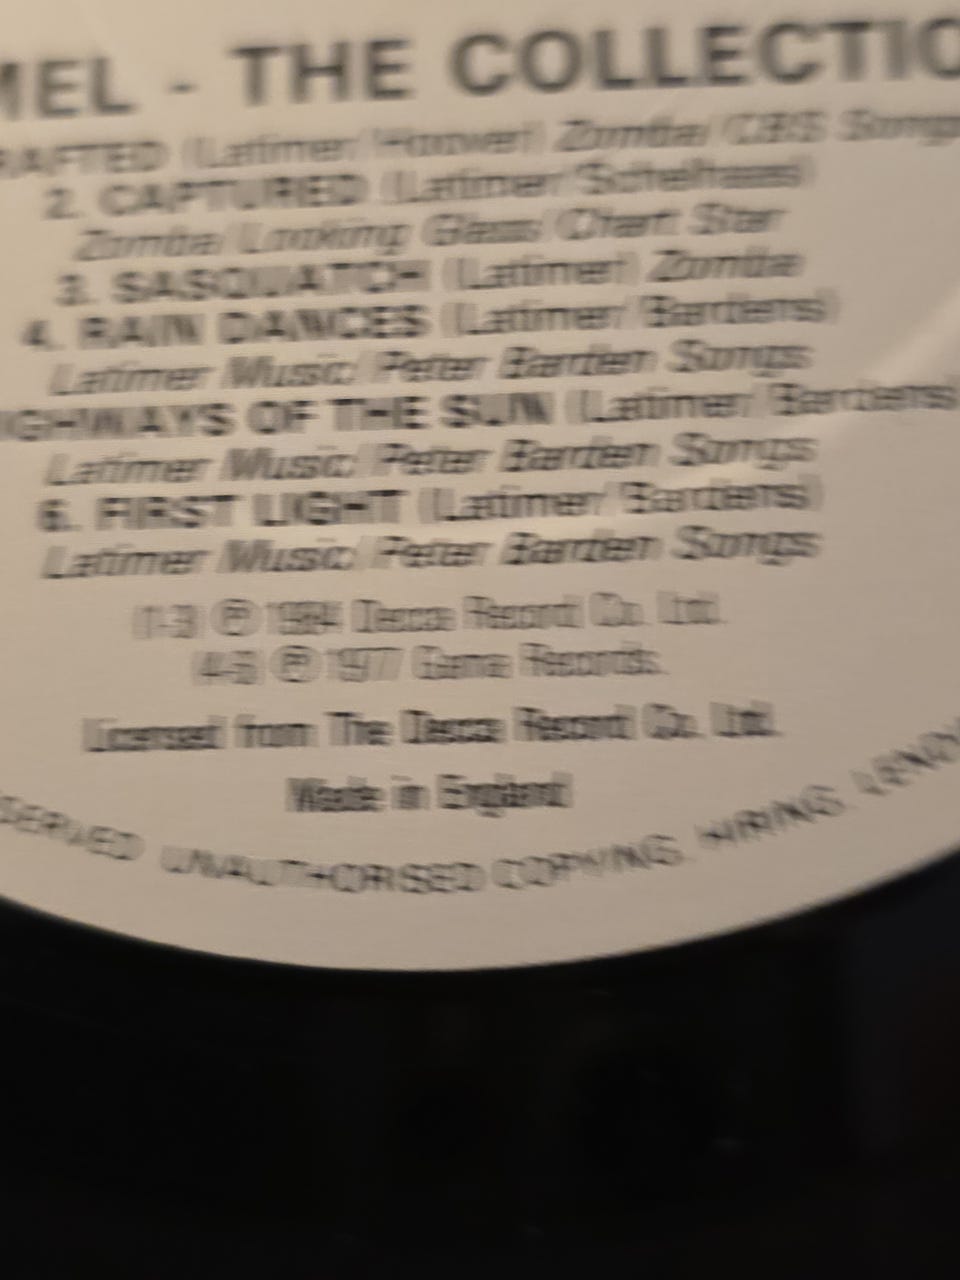 MEL - THE COLLECTIO
RAFTED (Latimer/Hoover) Zomba/CBS Songs
2. CAPTURED (Latimer/Schelhaas)
Zomba/Looking Glass/Chart Star
3. SASQUATCH (Latimer) Zomba
4. RAIN DANCES (Latimer/Bardens)
Latimer Music/Peter Barden Songs
IGHWAYS OF THE SUN (Latimer/Bardens)
Latimer Music/Peter Barden Songs
6. FIRST LIGHT (Latimer/Bardens)
Latimer Music/Peter Barden Songs
(1-3) ℗ 1984 Decca Record Co. Ltd.
(4-6) ℗ 1977 Gama Records.
Licensed from The Decca Record Co. Ltd.
Made in England
SERVED. UNAUTHORISED COPYING. HIRING. LENDI